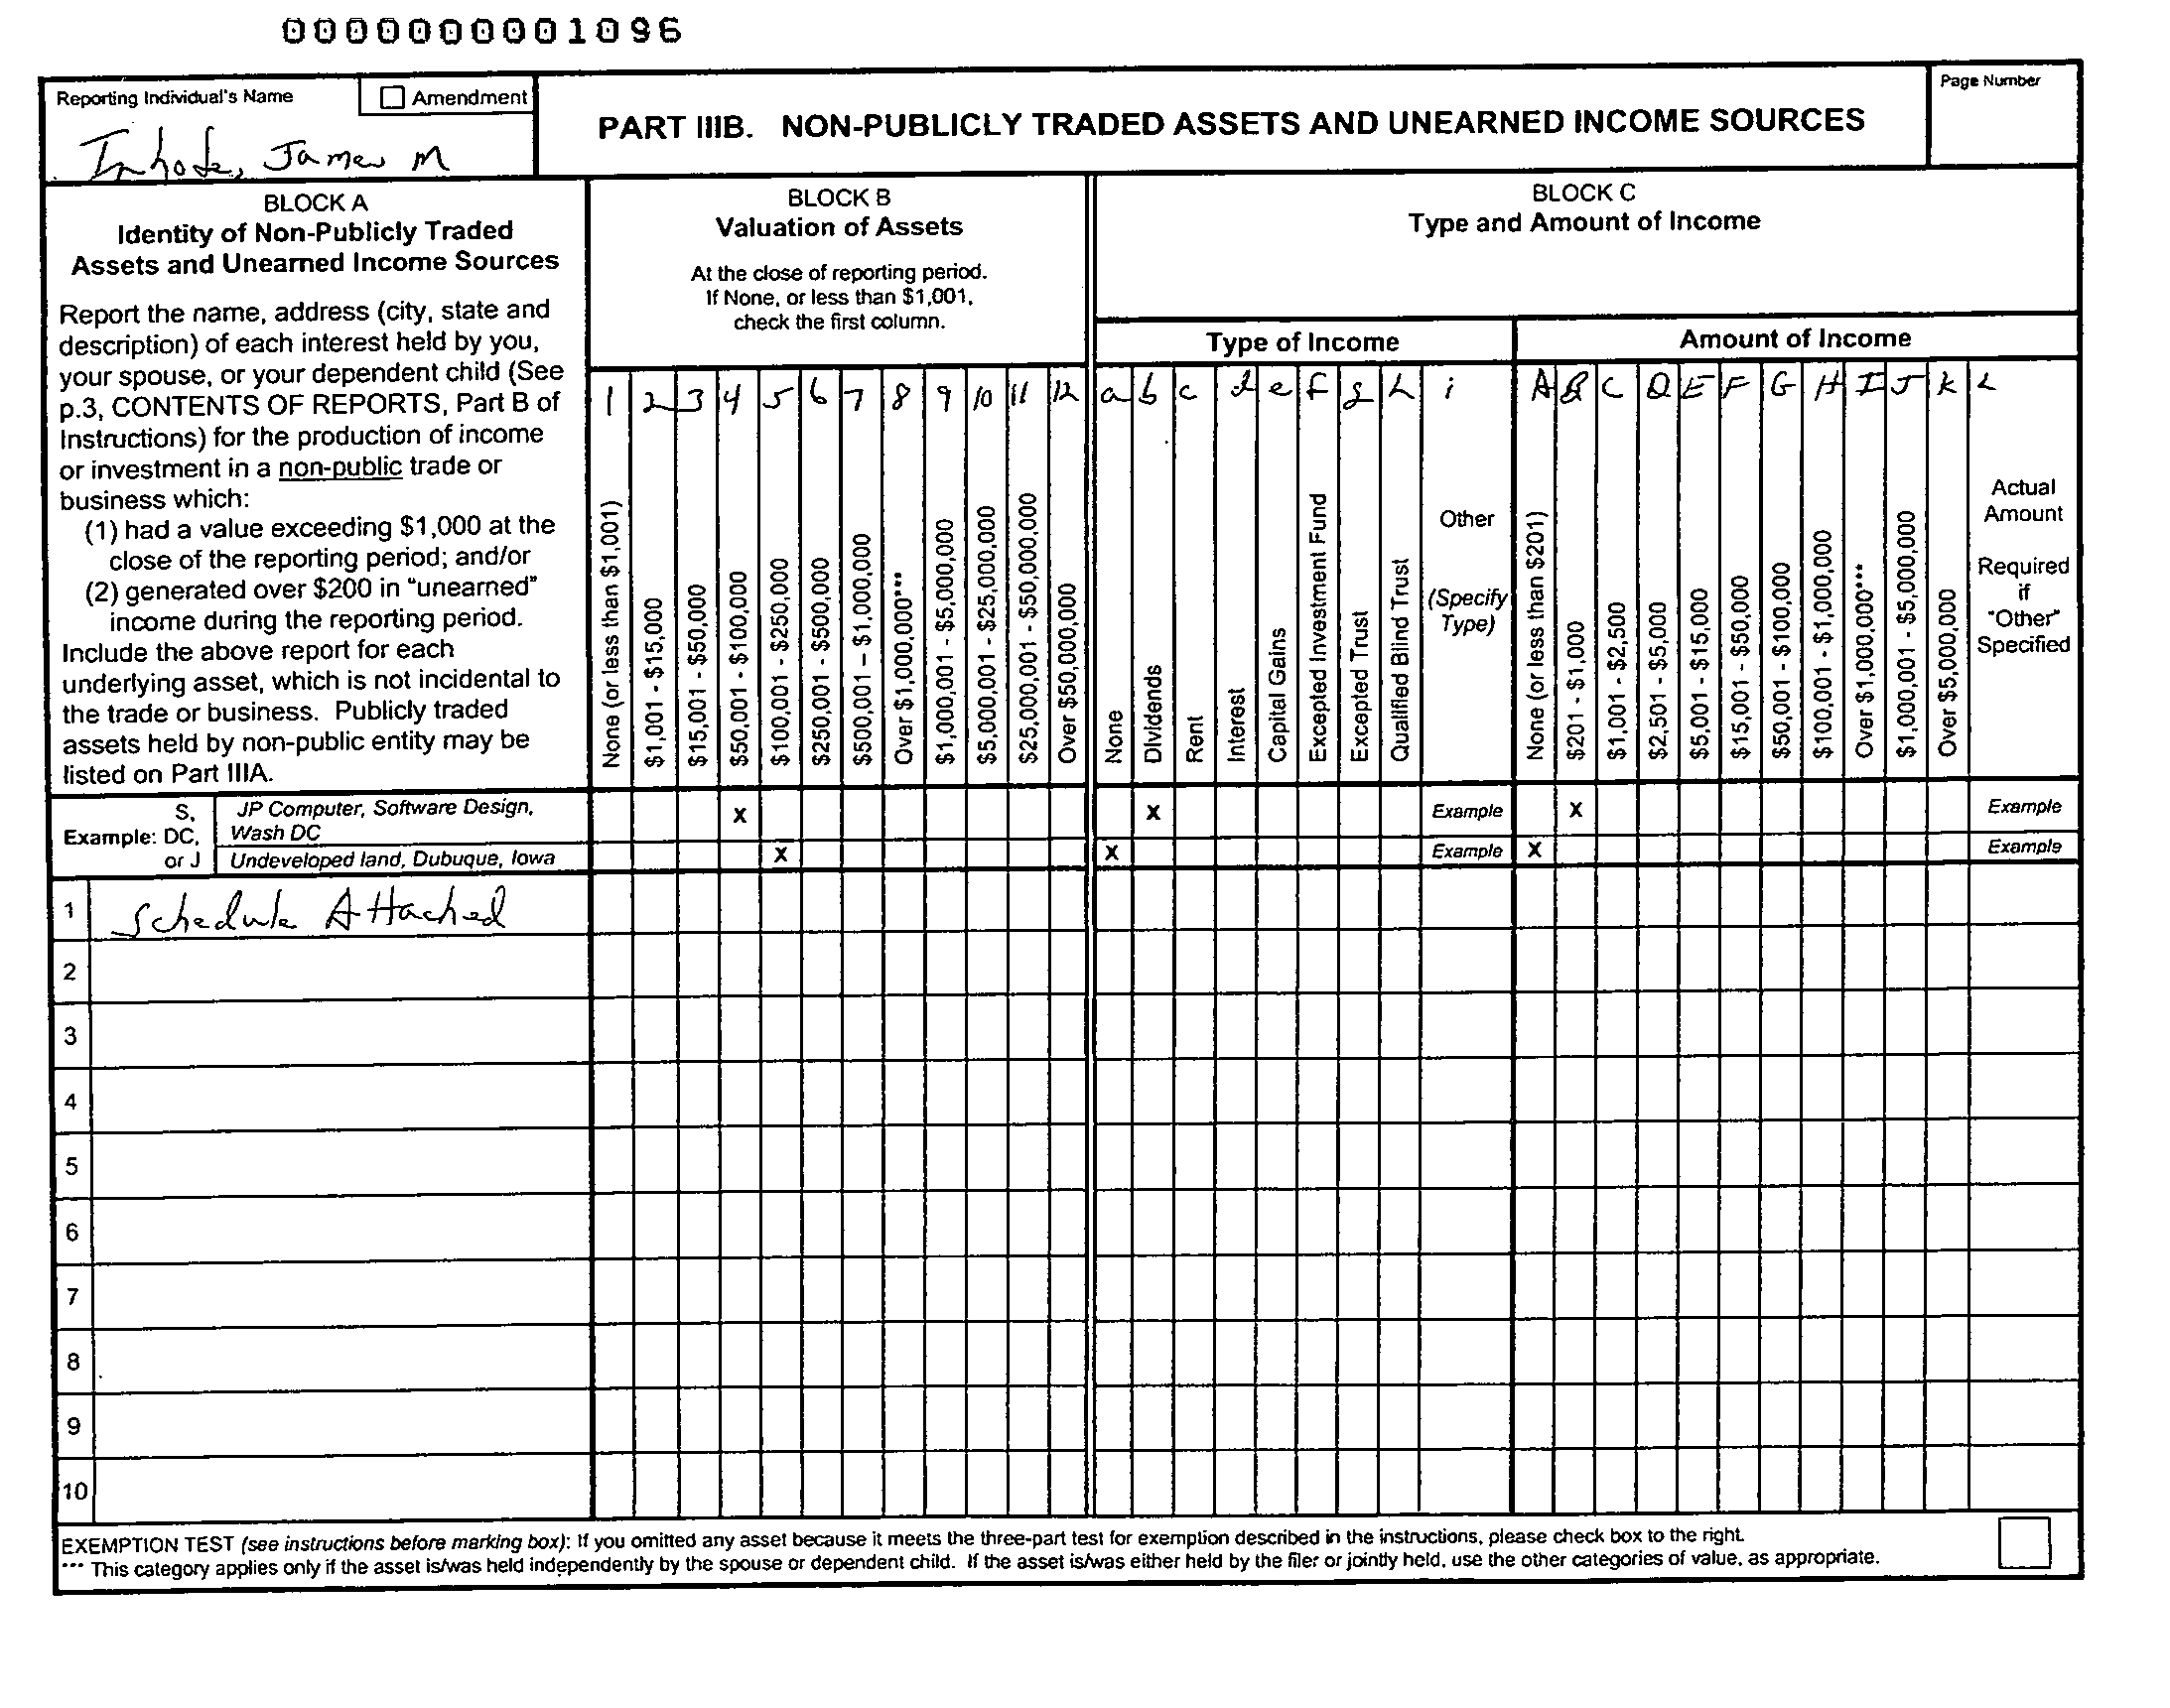 0000000001096
Reporting Individual's Name
Amendment
Inhofe, James M
PART IIIB. NON-PUBLICLY TRADED ASSETS AND UNEARNED INCOME SOURCES
Page Number
BLOCK A
Identity of Non-Publicly Traded
Assets and Unearned Income Sources
Report the name, address (city, state and
description) of each interest held by you,
your spouse, or your dependent child (See
p.3, CONTENTS OF REPORTS, Part B of
Instructions) for the production of income
or investment in a non-public trade or
business which:
(1) had a value exceeding $1,000 at the
close of the reporting period; and/or
(2) generated over $200 in "unearned"
income during the reporting period.
Include the above report for each
underlying asset, which is not incidental to
the trade or business. Publicly traded
assets held by non-public entity may be
listed on Part IIIA.
BLOCK B
Valuation of Assets
At the close of reporting period.
If None, or less than $1,001,
check the first column.
1 2 3 4 5 6 7 8 9 10 11 12
None (or less than $1,001)
$1,001 - $15,000
$15,001 - $50,000
$50,001 - $100,000
$100,001 - $250,000
$250,001 - $500,000
$500,001 – $1,000,000
Over $1,000,000***
$1,000,001 - $5,000,000
$5,000,001 - $25,000,000
$25,000,001 - $50,000,000
Over $50,000,000
BLOCK C
Type and Amount of Income
Type of Income
a b c d e f g h i
None
Dividends
Rent
Interest
Capital Gains
Excepted Investment Fund
Excepted Trust
Qualified Blind Trust
Other
(Specify
Type)
Amount of Income
A B C D E F G H I J K L
None (or less than $201)
$201 - $1,000
$1,001 - $2,500
$2,501 - $5,000
$5,001 - $15,000
$15,001 - $50,000
$50,001 - $100,000
$100,001 - $1,000,000
Over $1,000,000***
$1,000,001 - $5,000,000
Over $5,000,000
Actual
Amount
Required
if
"Other"
Specified
Example: S, DC, or J
JP Computer, Software Design,
Wash DC
X X Example X Example
Undeveloped land, Dubuque, Iowa
X X Example X Example
1 Schedule Attached
2
3
4
5
6
7
8
9
10
EXEMPTION TEST (see instructions before marking box): If you omitted any asset because it meets the three-part test for exemption described in the instructions, please check box to the right.
*** This category applies only if the asset is/was held independently by the spouse or dependent child. If the asset is/was either held by the filer or jointly held, use the other categories of value, as appropriate.